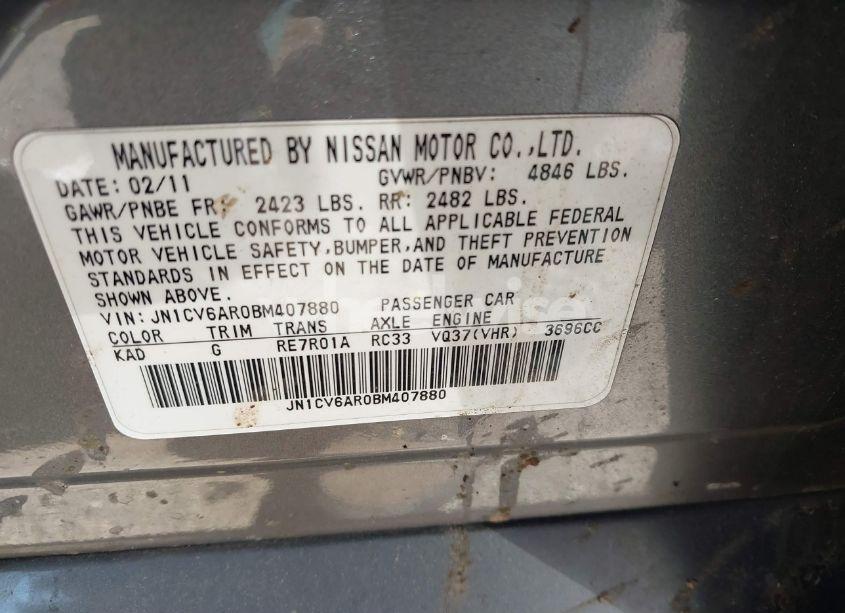 MANUFACTURED BY NISSAN MOTOR CO.,LTD.
DATE: 02/11 GVWR/PNBV: 4846 LBS.
GAWR/PNBE FR: 2423 LBS. RR: 2482 LBS.
THIS VEHICLE CONFORMS TO ALL APPLICABLE FEDERAL
MOTOR VEHICLE SAFETY,BUMPER,AND THEFT PREVENTION
STANDARDS IN EFFECT ON THE DATE OF MANUFACTURE
SHOWN ABOVE.
VIN: JN1CV6AR0BM407880 PASSENGER CAR
COLOR TRIM TRANS AXLE ENGINE
KAD G RE7R01A RC33 VQ37(VHR) 3696CC
JN1CV6AR0BM407880